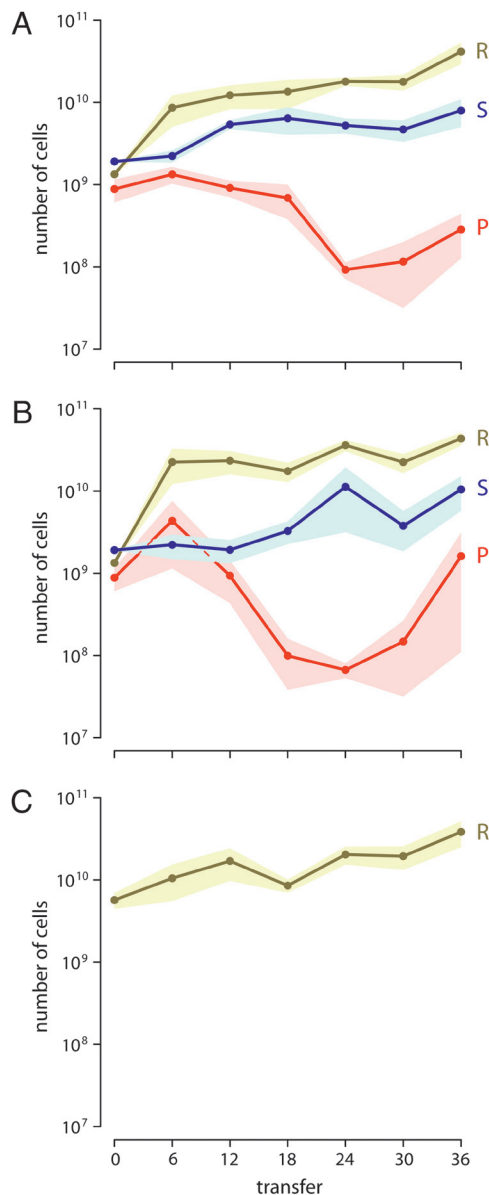 A
number of cells
10¹¹
10¹⁰
10⁹
10⁸
10⁷
R
S
P
B
number of cells
10¹¹
10¹⁰
10⁹
10⁸
10⁷
R
S
P
C
number of cells
10¹¹
10¹⁰
10⁹
10⁸
10⁷
R
0 6 12 18 24 30 36
transfer